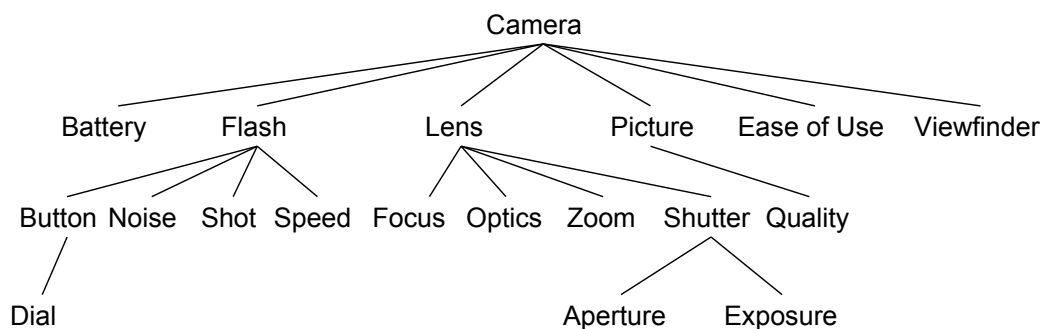 Camera
Battery Flash Lens Picture Ease of Use Viewfinder
Button Noise Shot Speed Focus Optics Zoom Shutter Quality
Dial Aperture Exposure